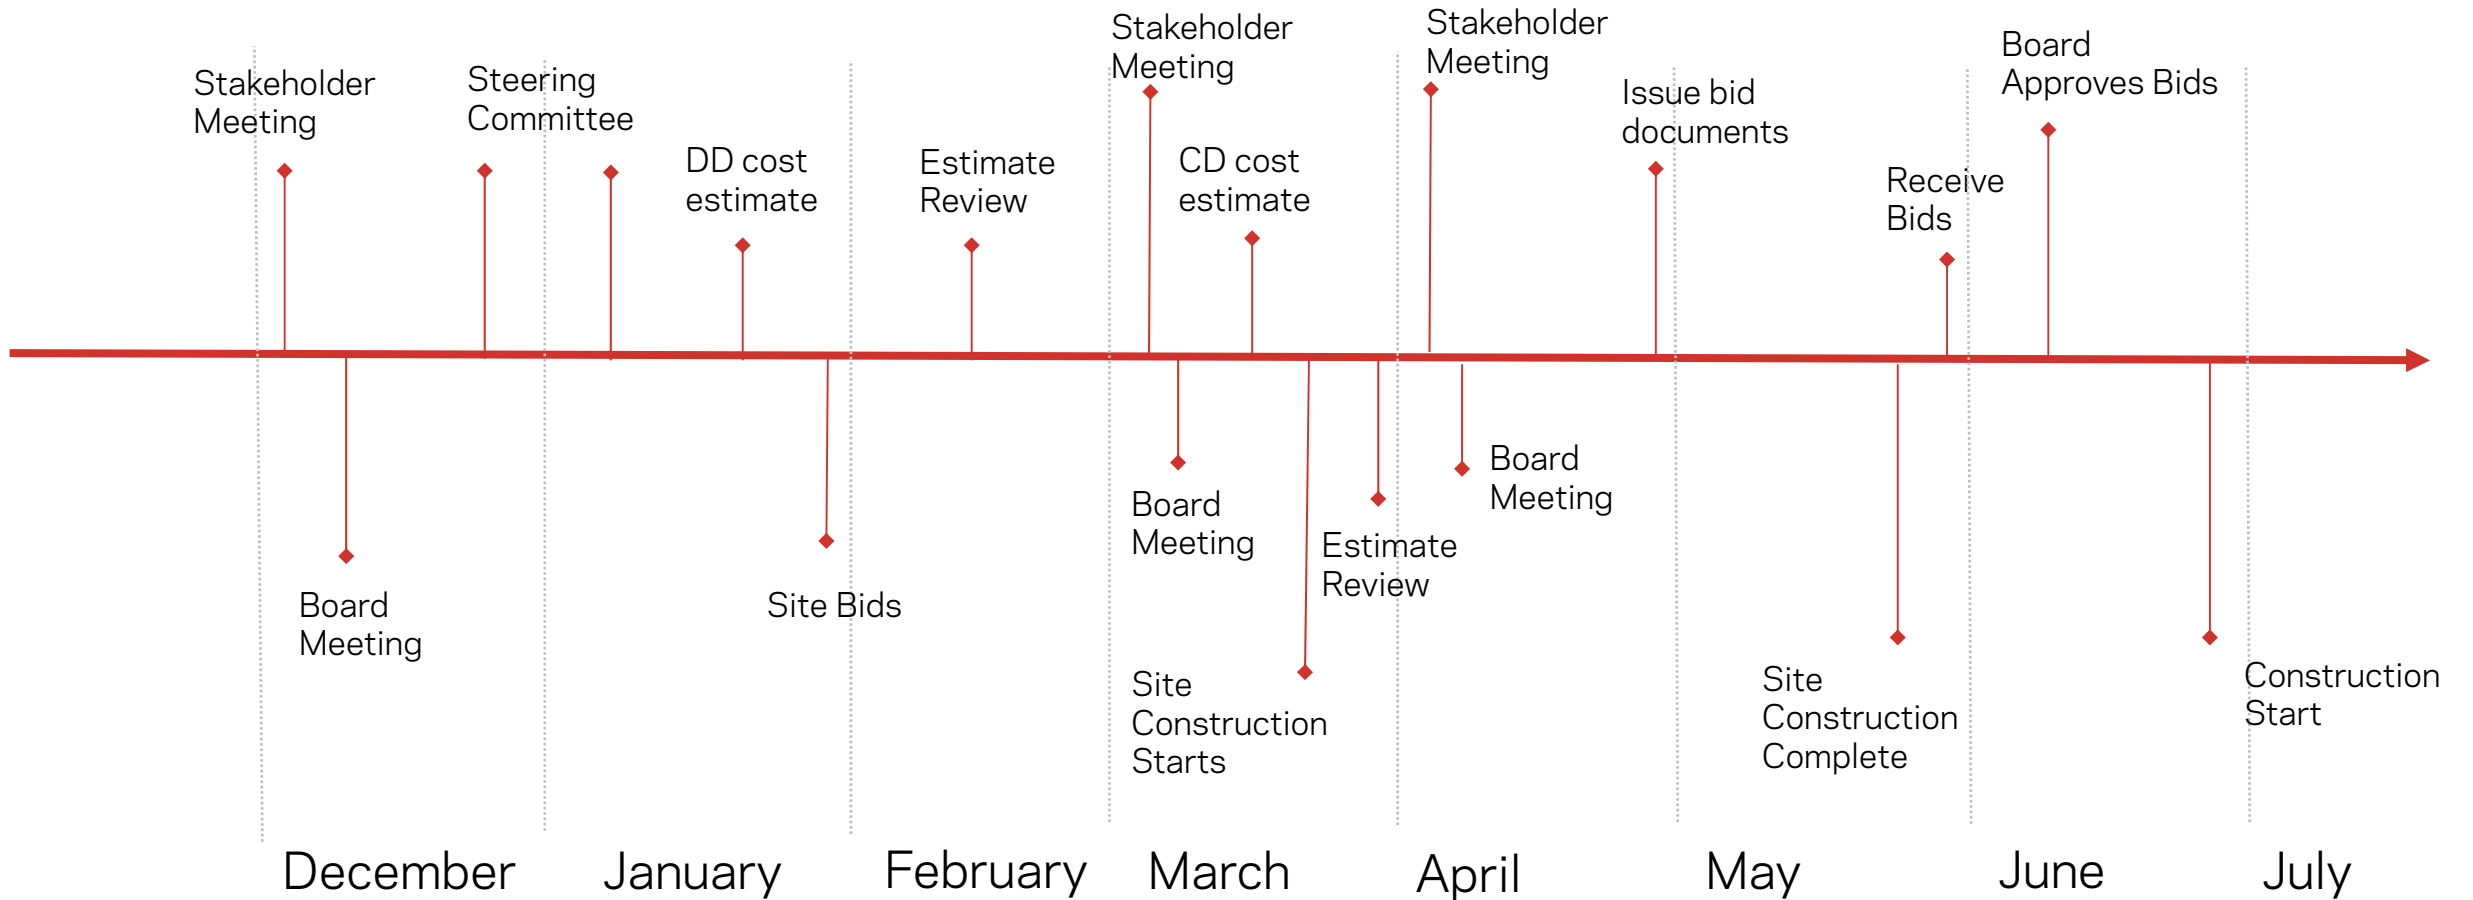 Stakeholder
Meeting
Steering
Committee
DD cost
estimate
Estimate
Review
Stakeholder
Meeting
CD cost
estimate
Stakeholder
Meeting
Issue bid
documents
Receive
Bids
Board
Approves Bids
Board
Meeting
Site Bids
Board
Meeting
Site
Construction
Starts
Estimate
Review
Board
Meeting
Site
Construction
Complete
Construction
Start
December
January
February
March
April
May
June
July